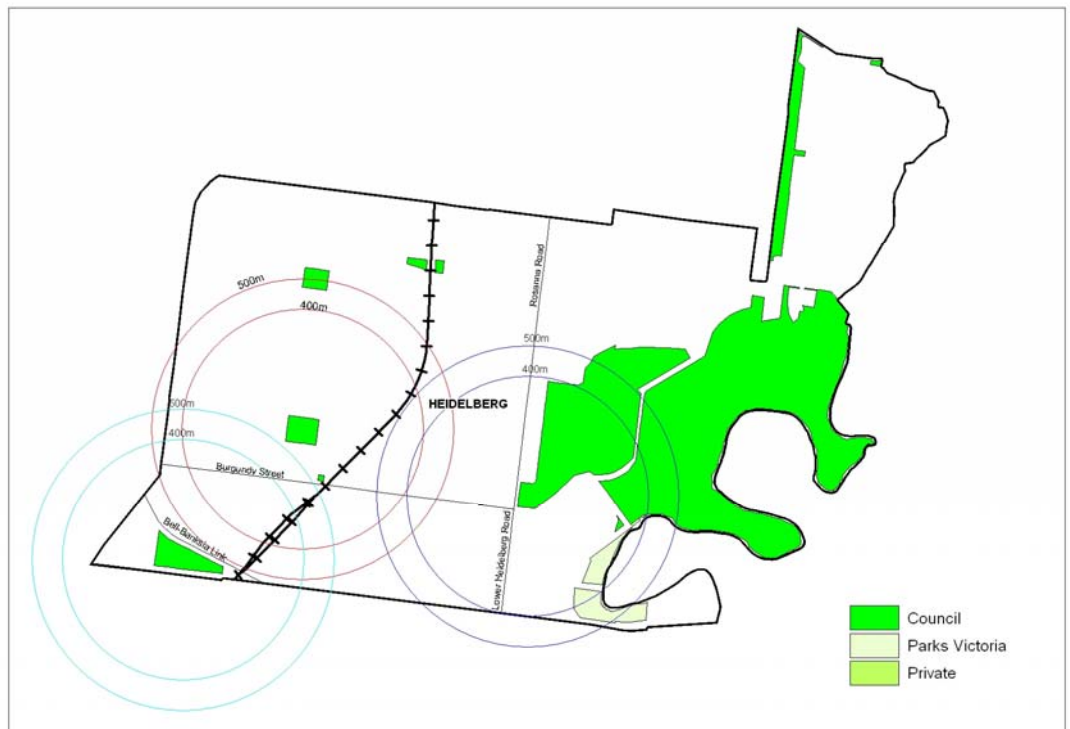 500m
400m
Rosanna Road
500m
400m
HEIDELBERG
500m
400m
Burgundy Street
Bell-Banksia Link
Lower Heidelberg Road
Council
Parks Victoria
Private